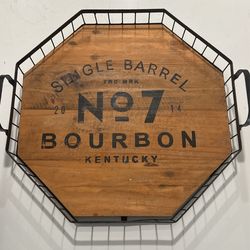 SINGLE BARREL
TRD MRK
20 No7 14
BOURBON
KENTUCKY